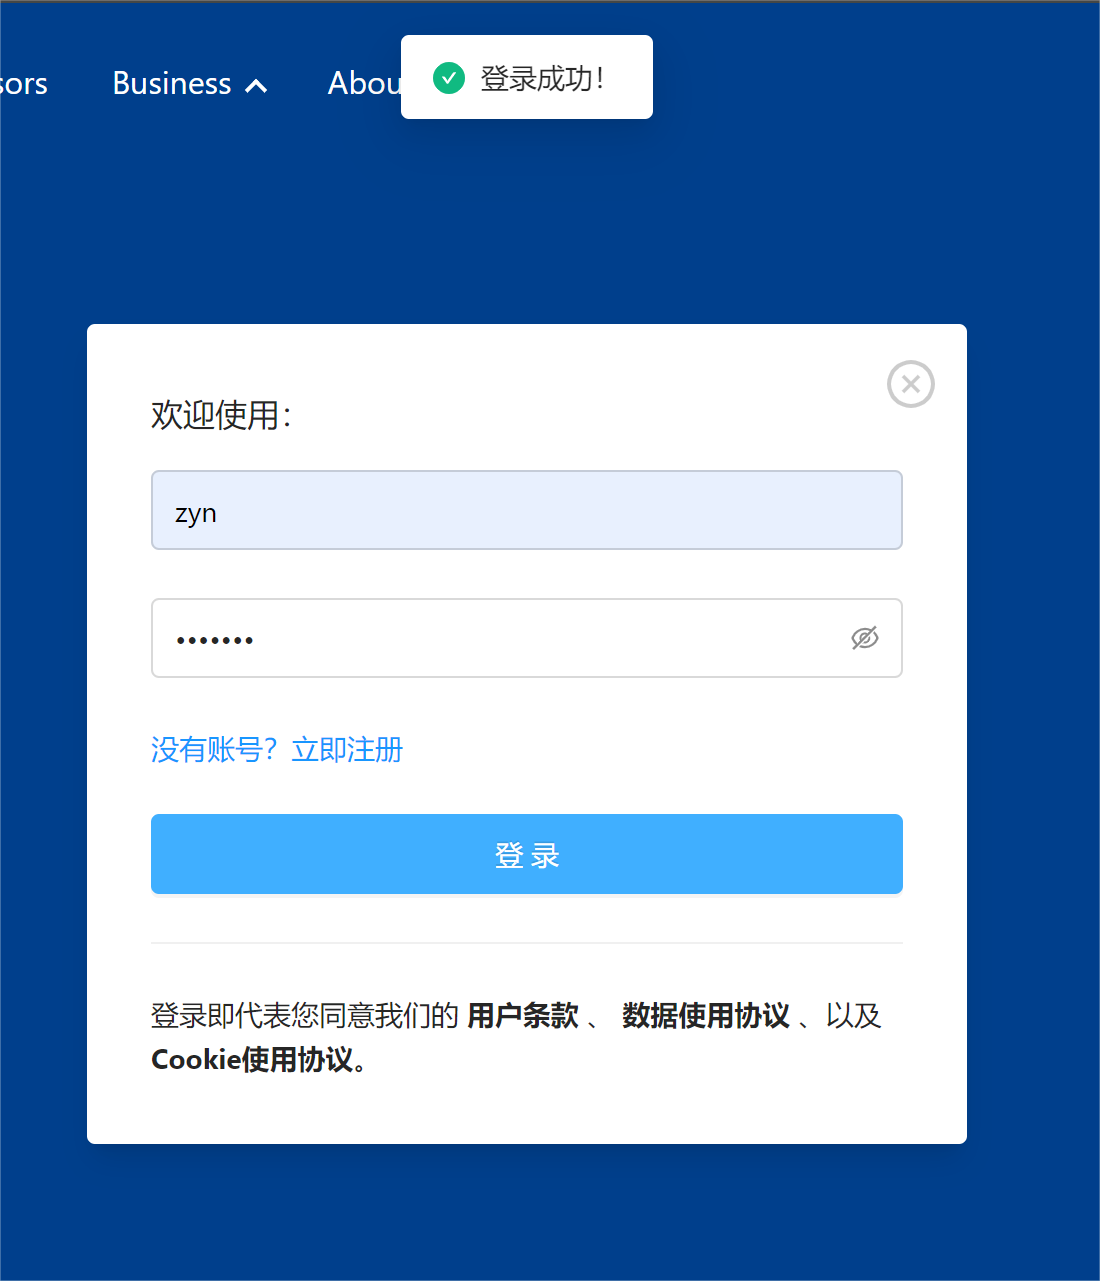 sors Business Abou 登录成功！
欢迎使用：
zyn
•••••••
没有账号？立即注册
登 录
登录即代表您同意我们的 用户条款 、 数据使用协议 、以及
Cookie使用协议。